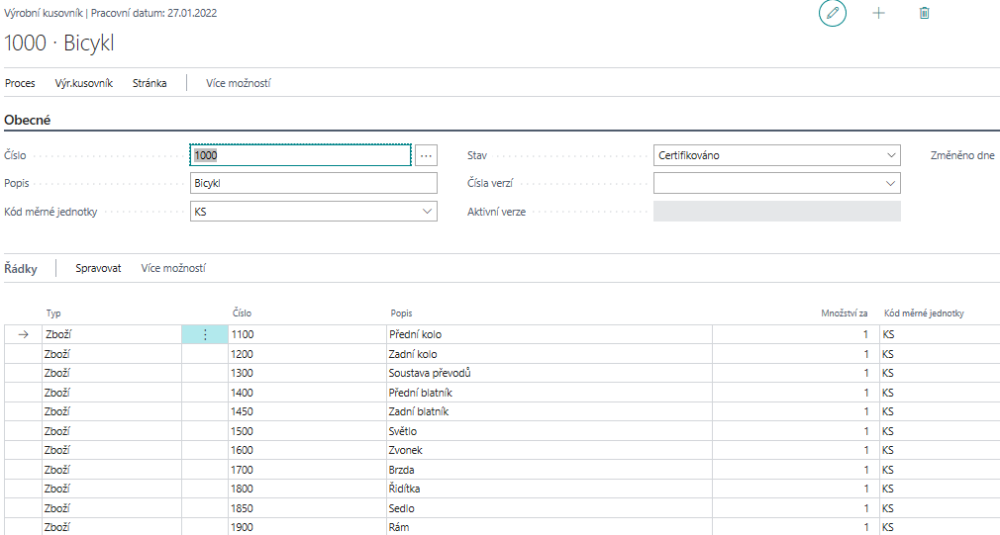 Výrobní kusovník | Pracovní datum: 27.01.2022
1000 · Bicykl
Proces Výr.kusovník Stránka Více možností
Obecné
Číslo 1000 Stav Certifikováno Změněno dne
Popis Bicykl Čísla verzí
Kód měrné jednotky KS Aktivní verze
Řádky Spravovat Více možností
Typ Číslo Popis Množství za Kód měrné jednotky
Zboží 1100 Přední kolo 1 KS
Zboží 1200 Zadní kolo 1 KS
Zboží 1300 Soustava převodů 1 KS
Zboží 1400 Přední blatník 1 KS
Zboží 1450 Zadní blatník 1 KS
Zboží 1500 Světlo 1 KS
Zboží 1600 Zvonek 1 KS
Zboží 1700 Brzda 1 KS
Zboží 1800 Řidítka 1 KS
Zboží 1850 Sedlo 1 KS
Zboží 1900 Rám 1 KS